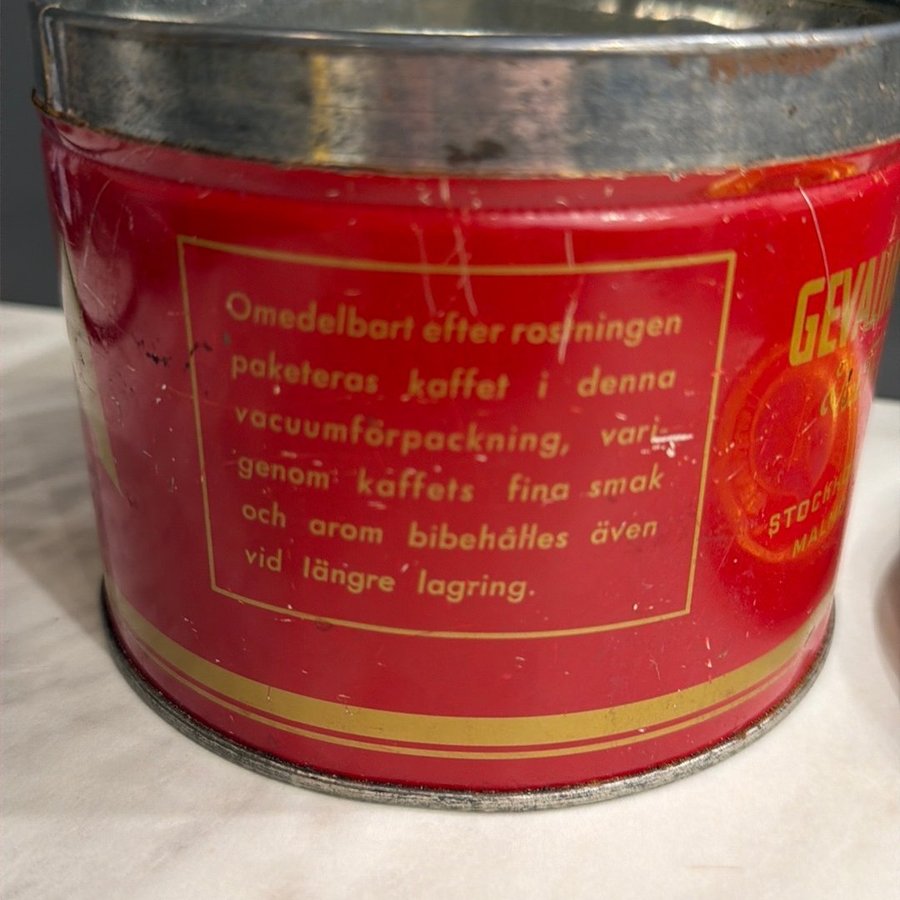 Omedelbart efter rostningen
paketeras kaffet i denna
vacuumförpackning, vari-
genom kaffets fina smak
och arom bibehålles även
vid längre lagring.